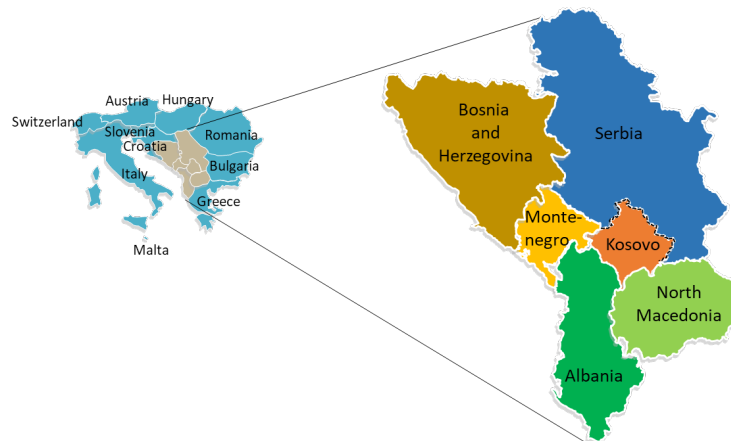 Austria
Hungary
Switzerland
Slovenia
Croatia
Romania
Italy
Bulgaria
Greece
Malta
Bosnia
and
Herzegovina
Serbia
Monte-
negro
Kosovo
North
Macedonia
Albania